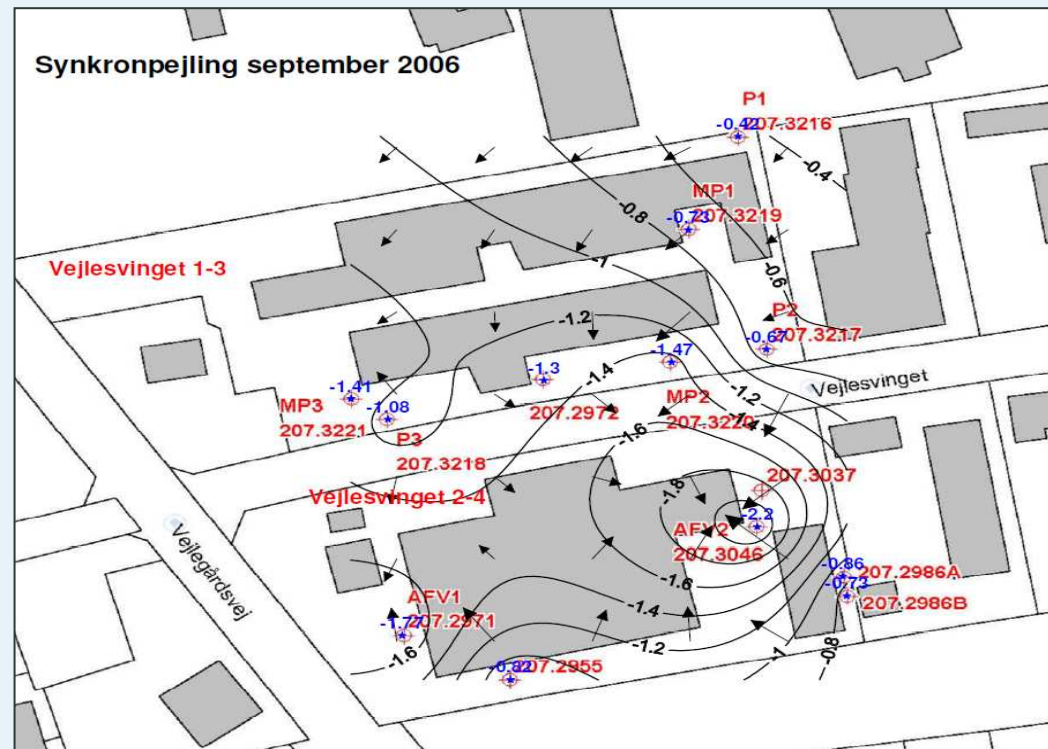 Synkronpejling september 2006
P1
-0.42
207.3216
-0.4
MP1
-0.8
-0.73
207.3219
Vejlesvinget 1-3
-1
-0.6
P2
-1.2
-0.67
207.3217
-1.47
-1.4
-1.3
Vejlesvinget
-1.41
-1.2
MP3
-1.08
207.2972
MP2
207.3221
207.3220
-1.4
P3
-1.6
207.3218
207.3037
-1.8
Vejlesvinget 2-4
-2.2
AFV2
Vejlegårdsvej
207.3046
-0.86
207.2986A
-0.73
-1.6
AFV1
207.2986B
-1.4
-1.77
207.2971
-1.2
-1
-0.8
-1.6
-0.82
207.2955